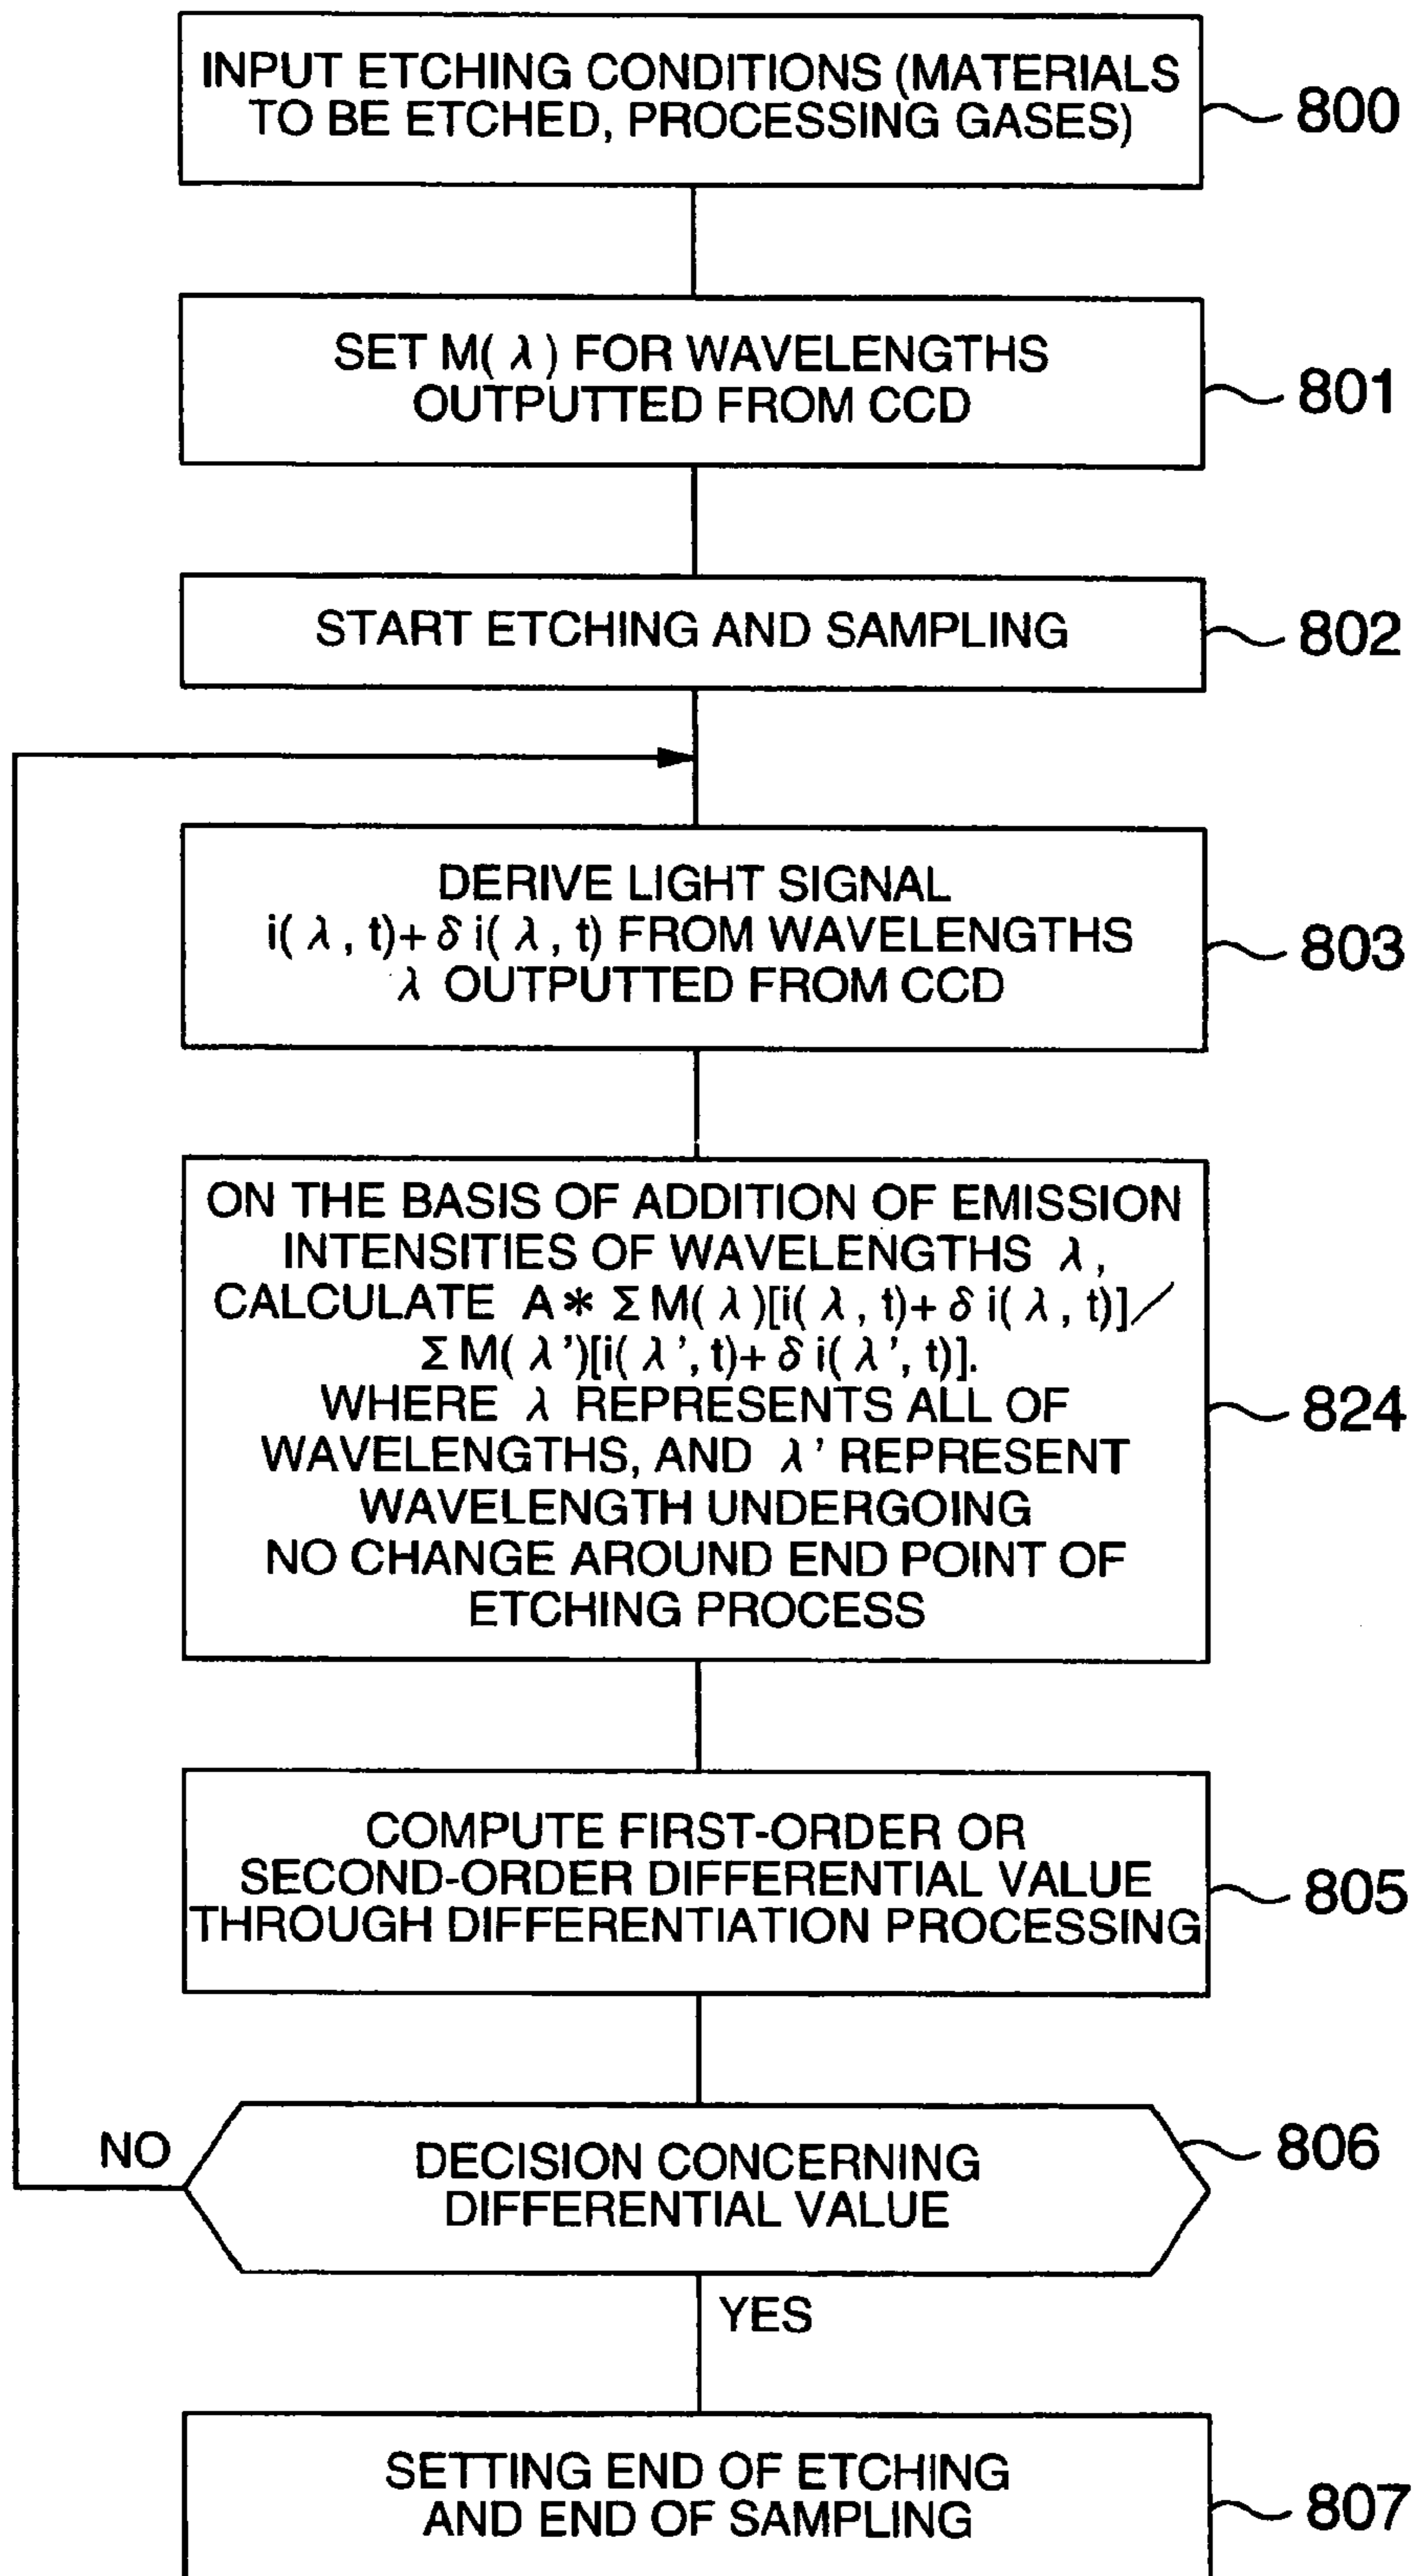 INPUT ETCHING CONDITIONS (MATERIALS
TO BE ETCHED, PROCESSING GASES)
800
SET M( λ ) FOR WAVELENGTHS
OUTPUTTED FROM CCD
801
START ETCHING AND SAMPLING
802
DERIVE LIGHT SIGNAL
i( λ , t)+ δ i( λ , t) FROM WAVELENGTHS
λ OUTPUTTED FROM CCD
803
ON THE BASIS OF ADDITION OF EMISSION
INTENSITIES OF WAVELENGTHS λ ,
CALCULATE A* Σ M( λ )[i( λ , t)+ δ i( λ , t)]/
Σ M( λ')[i( λ', t)+ δ i( λ', t)].
WHERE λ REPRESENTS ALL OF
WAVELENGTHS, AND λ' REPRESENT
WAVELENGTH UNDERGOING
NO CHANGE AROUND END POINT OF
ETCHING PROCESS
824
COMPUTE FIRST-ORDER OR
SECOND-ORDER DIFFERENTIAL VALUE
THROUGH DIFFERENTIATION PROCESSING
805
NO
DECISION CONCERNING
DIFFERENTIAL VALUE
806
YES
SETTING END OF ETCHING
AND END OF SAMPLING
807